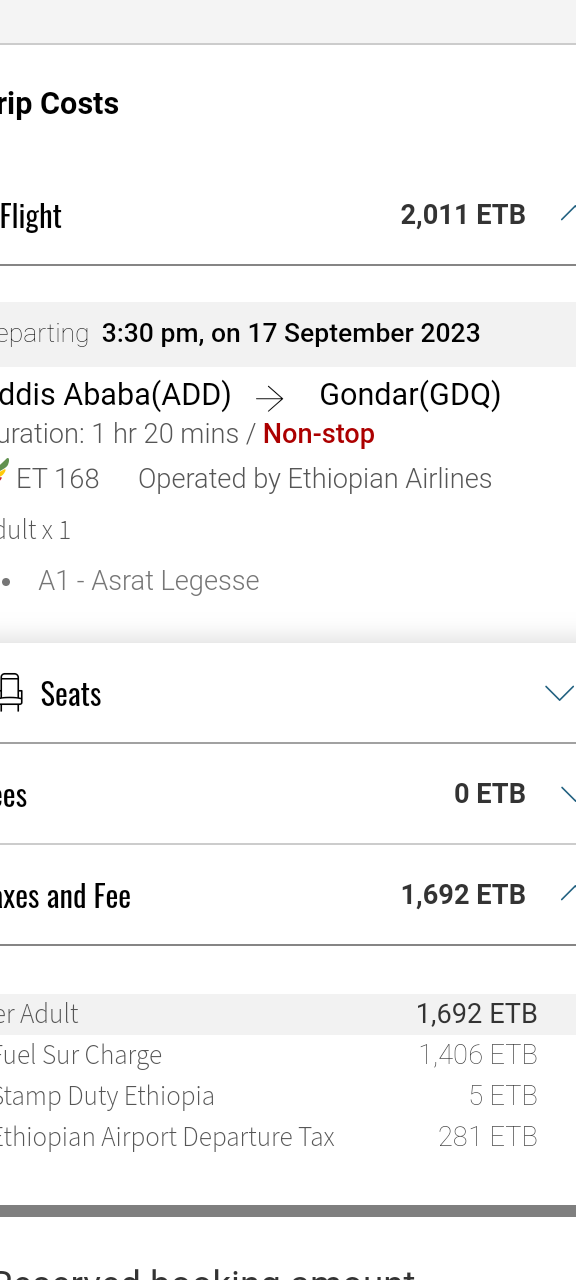 rip Costs
Flight 2,011 ETB
eparting 3:30 pm, on 17 September 2023
ddis Ababa(ADD) → Gondar(GDQ)
uration: 1 hr 20 mins / Non-stop
ET 168 Operated by Ethiopian Airlines
dult x 1
• A1 - Asrat Legesse
Seats
ees 0 ETB
axes and Fee 1,692 ETB
er Adult 1,692 ETB
Fuel Sur Charge 1,406 ETB
Stamp Duty Ethiopia 5 ETB
Ethiopian Airport Departure Tax 281 ETB
Reserved booking amount